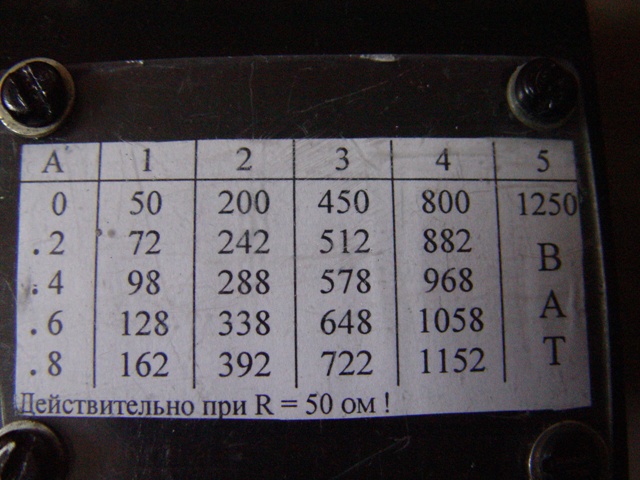 А 1 2 3 4 5
0 50 200 450 800 1250
.2 72 242 512 882 В
.4 98 288 578 968 А
.6 128 338 648 1058 Т
.8 162 392 722 1152
Действительно при R = 50 ом !